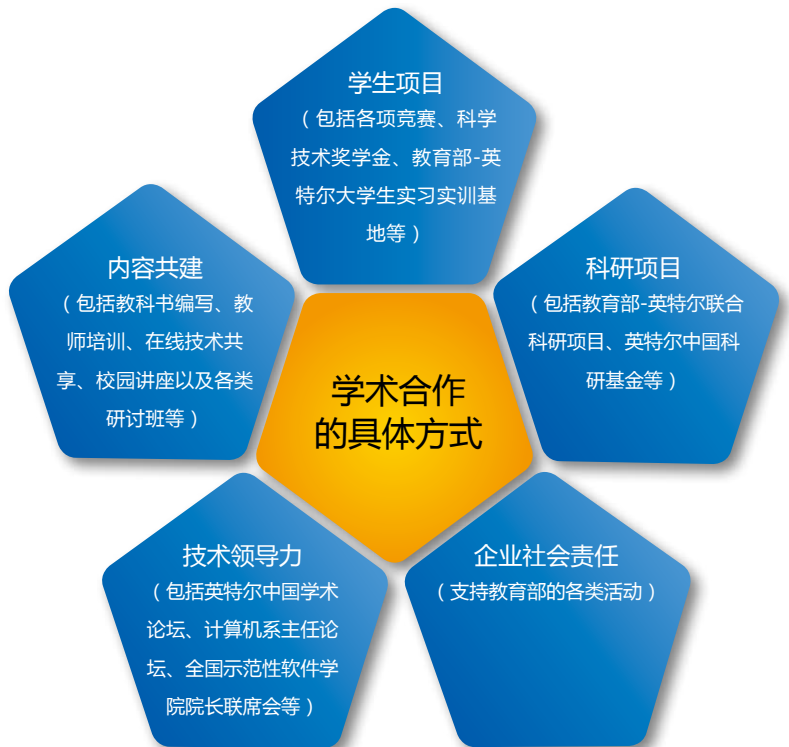 学生项目
（包括各项竞赛、科学
技术奖学金、教育部-英
特尔大学生实习实训基
地等）
内容共建
（包括教科书编写、教
师培训、在线技术共
享、校园讲座以及各类
研讨班等）
科研项目
（包括教育部-英特尔联合
科研项目、英特尔中国科
研基金等）
学术合作
的具体方式
技术领导力
（包括英特尔中国学术
论坛、计算机系主任论
坛、全国示范性软件学
院院长联席会等）
企业社会责任
（支持教育部的各类活动）